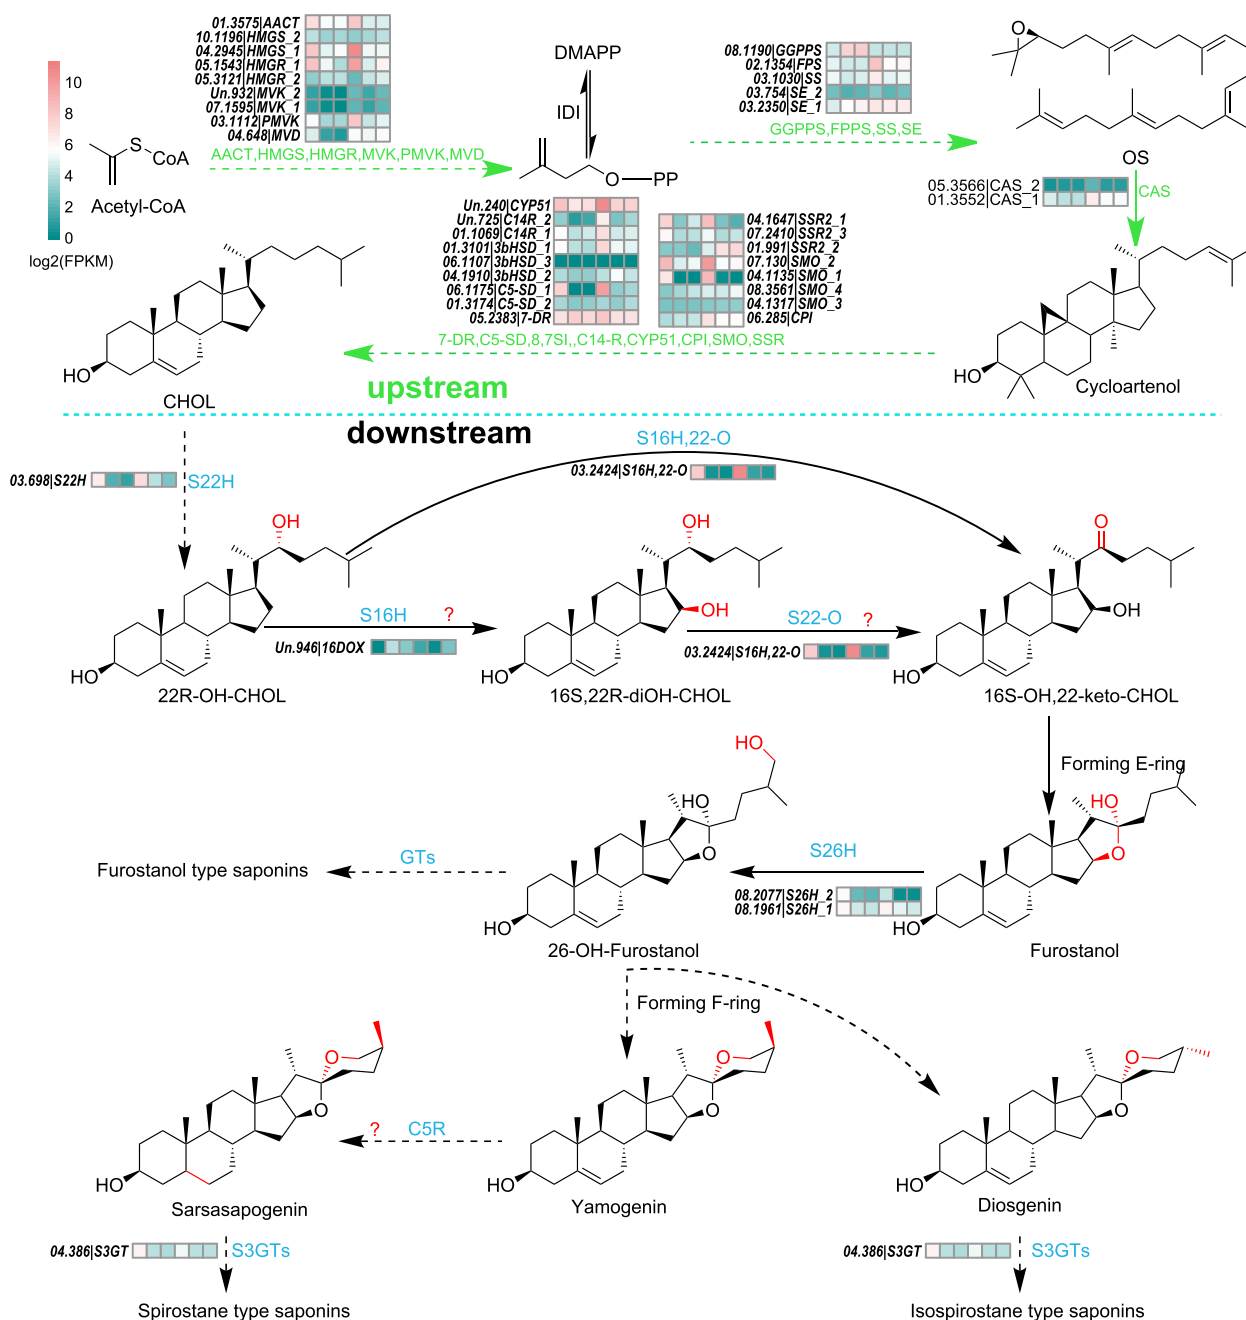 01.3575|AACT
10.1196|HMGS_2
04.2945|HMGS_1
05.1543|HMGR_1
05.3121|HMGR_2
Un.932|MVK_2
07.1595|MVK_1
03.1112|PMVK
04.648|MVD
AACT,HMGS,HMGR,MVK,PMVK,MVD
10
8
6
4
2
0
log2(FPKM)
S
CoA
Acetyl-CoA
DMAPP
IDI
O
PP
08.1190|GGPPS
02.1354|FPS
03.1030|SS
03.754|SE_2
03.2350|SE_1
GGPPS,FPPS,SS,SE
O
OS
05.3566|CAS_2
01.3552|CAS_1
CAS
Un.240|CYP51
Un.725|C14R_2
01.1069|C14R_1
01.3101|3bHSD_1
06.1107|3bHSD_3
04.1910|3bHSD_2
06.1175|C5-SD_1
01.3174|C5-SD_2
05.2383|7-DR
04.1647|SSR2_1
07.2410|SSR2_3
01.991|SSR2_2
07.130|SMO_2
04.1135|SMO_1
08.3561|SMO_4
04.1317|SMO_3
06.285|CPI
7-DR,C5-SD,8,7SI,,C14-R,CYP51,CPI,SMO,SSR
HO
CHOL
HO
Cycloartenol
upstream
downstream
03.698|S22H
S22H
S16H,22-O
03.2424|S16H,22-O
OH
HO
22R-OH-CHOL
S16H ?
Un.946|16DOX
OH
OH
HO
16S,22R-diOH-CHOL
S22-O ?
03.2424|S16H,22-O
O
OH
HO
16S-OH,22-keto-CHOL
Forming E-ring
HO
O
HO
Furostanol
S26H
08.2077|S26H_2
08.1961|S26H_1
HO
HO
O
HO
26-OH-Furostanol
GTs
Furostanol type saponins
Forming F-ring
O
O
HO
Sarsasapogenin
? C5R
O
O
HO
Yamogenin
O
O
HO
Diosgenin
04.386|S3GT
S3GTs
Spirostane type saponins
04.386|S3GT
S3GTs
Isospirostane type saponins